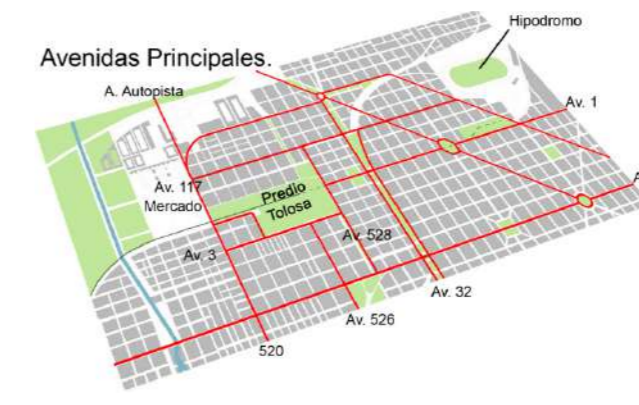 Hipodromo
Avenidas Principales.
A. Autopista
Av. 1
Av. 117
Mercado
Predio
Tolosa
Av. 3
Av. 528
Av. 32
Av. 526
520